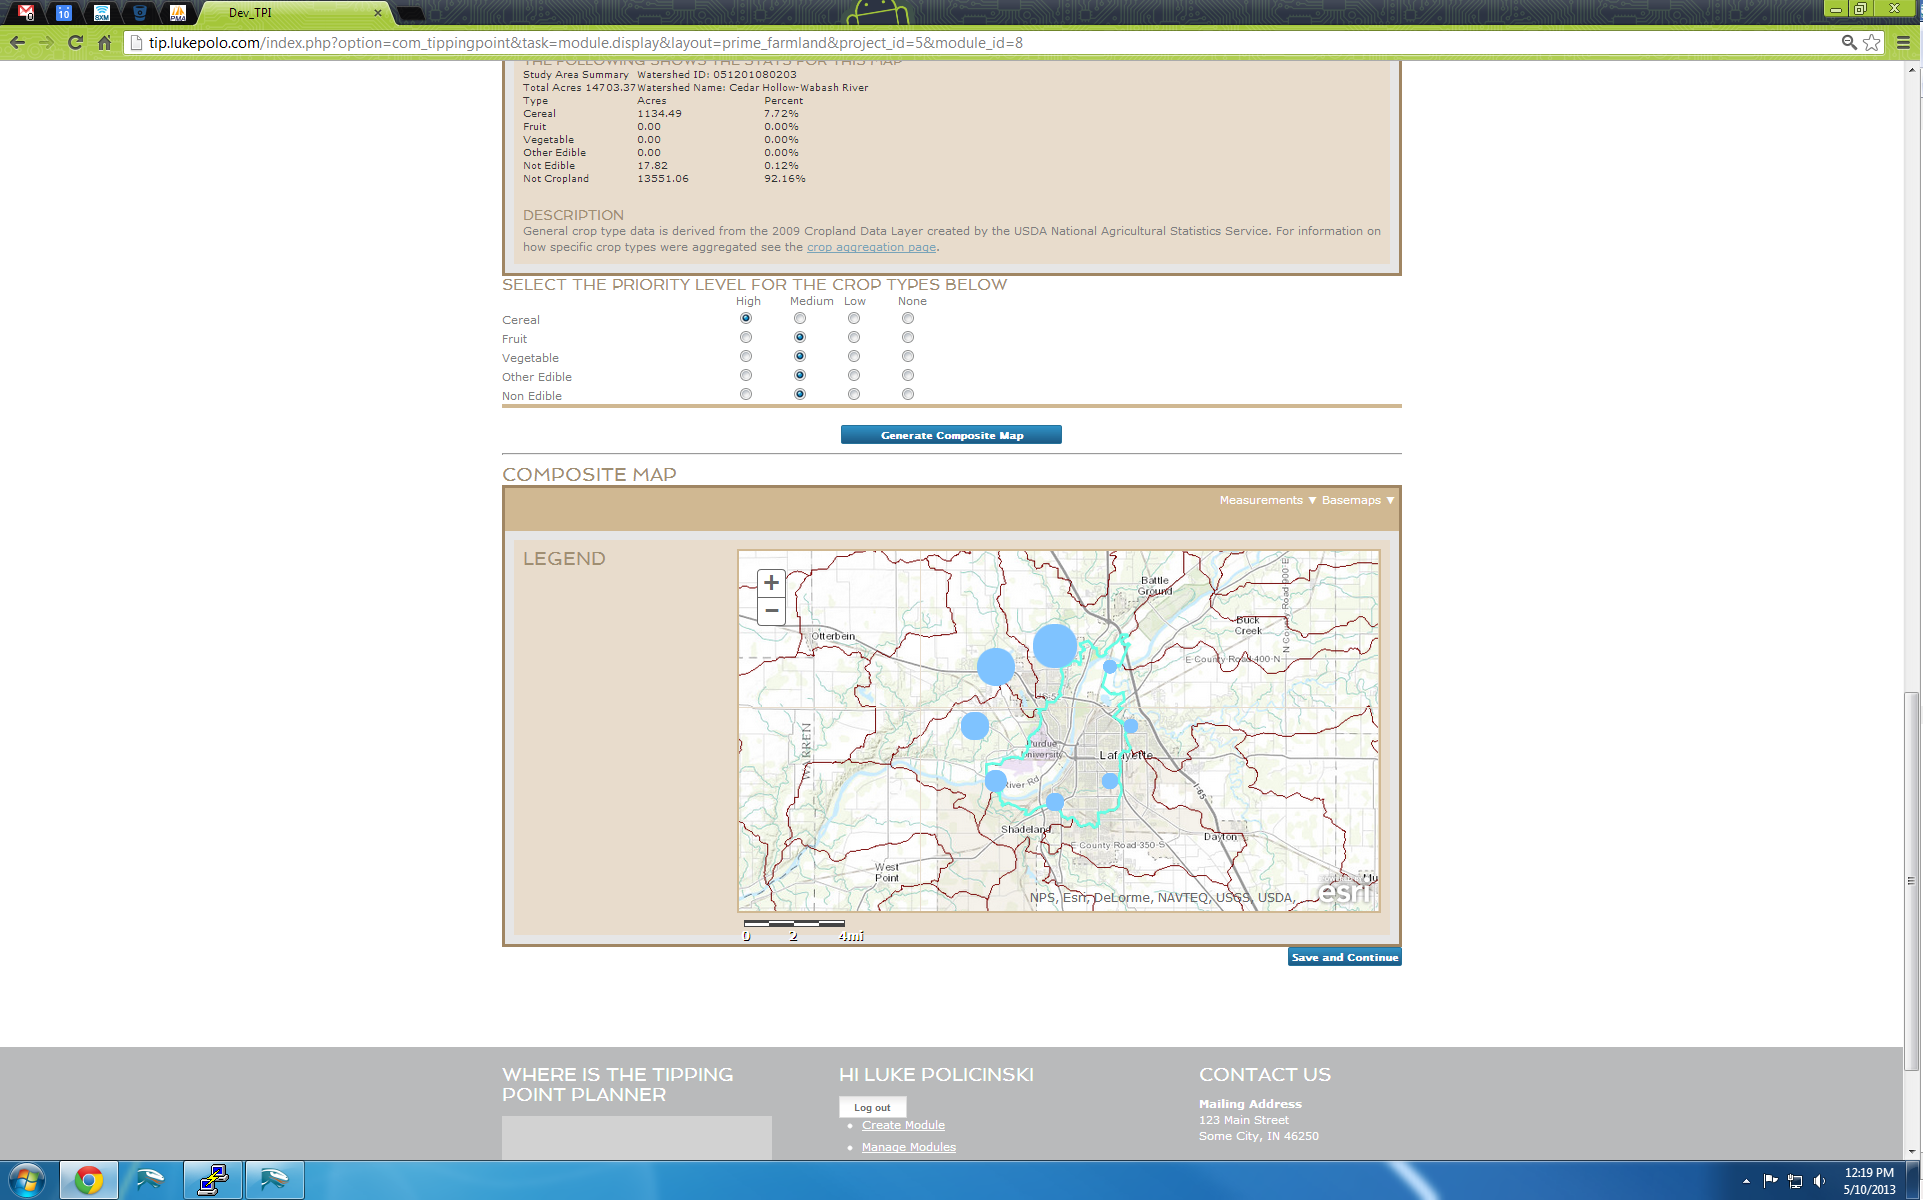 Dev_TPI
tip.lukepolo.com/index.php?option=com_tippingpoint&task=module.display&layout=prime_farmland&project_id=5&module_id=8
THE FOLLOWING SHOWS THE STATS FOR THIS MAP
Study Area Summary Watershed ID: 051201080203
Total Acres 14703.37 Watershed Name: Cedar Hollow-Wabash River
Type Acres Percent
Cereal 1134.49 7.72%
Fruit 0.00 0.00%
Vegetable 0.00 0.00%
Other Edible 0.00 0.00%
Not Edible 17.82 0.12%
Not Cropland 13551.06 92.16%
DESCRIPTION
General crop type data is derived from the 2009 Cropland Data Layer created by the USDA National Agricultural Statistics Service. For information on
how specific crop types were aggregated see the crop aggregation page.
SELECT THE PRIORITY LEVEL FOR THE CROP TYPES BELOW
High Medium Low None
Cereal
Fruit
Vegetable
Other Edible
Non Edible
Generate Composite Map
COMPOSITE MAP
Measurements ▼ Basemaps ▼
LEGEND
+
−
Battle
Ground
Otterbein
Buck
Creek
N County Road 900 E
E County Road 400 N
WARREN
Purdue
University
Lafayette
River Rd
I-65
Shadeland
Dayton
E County Road 350 S
West
Point
NPS, Esri, DeLorme, NAVTEQ, USGS, USDA,
esri
0 2 4mi
Save and Continue
WHERE IS THE TIPPING
POINT PLANNER
HI LUKE POLICINSKI
Log out
Create Module
Manage Modules
CONTACT US
Mailing Address
123 Main Street
Some City, IN 46250
12:19 PM
5/10/2013